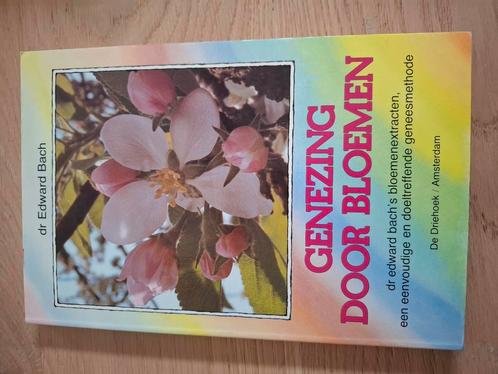 dr Edward Bach
GENEZING
DOOR BLOEMEN
dr edward bach's bloemenextracten,
een eenvoudige en doeltreffende geneesmethode
De Driehoek / Amsterdam